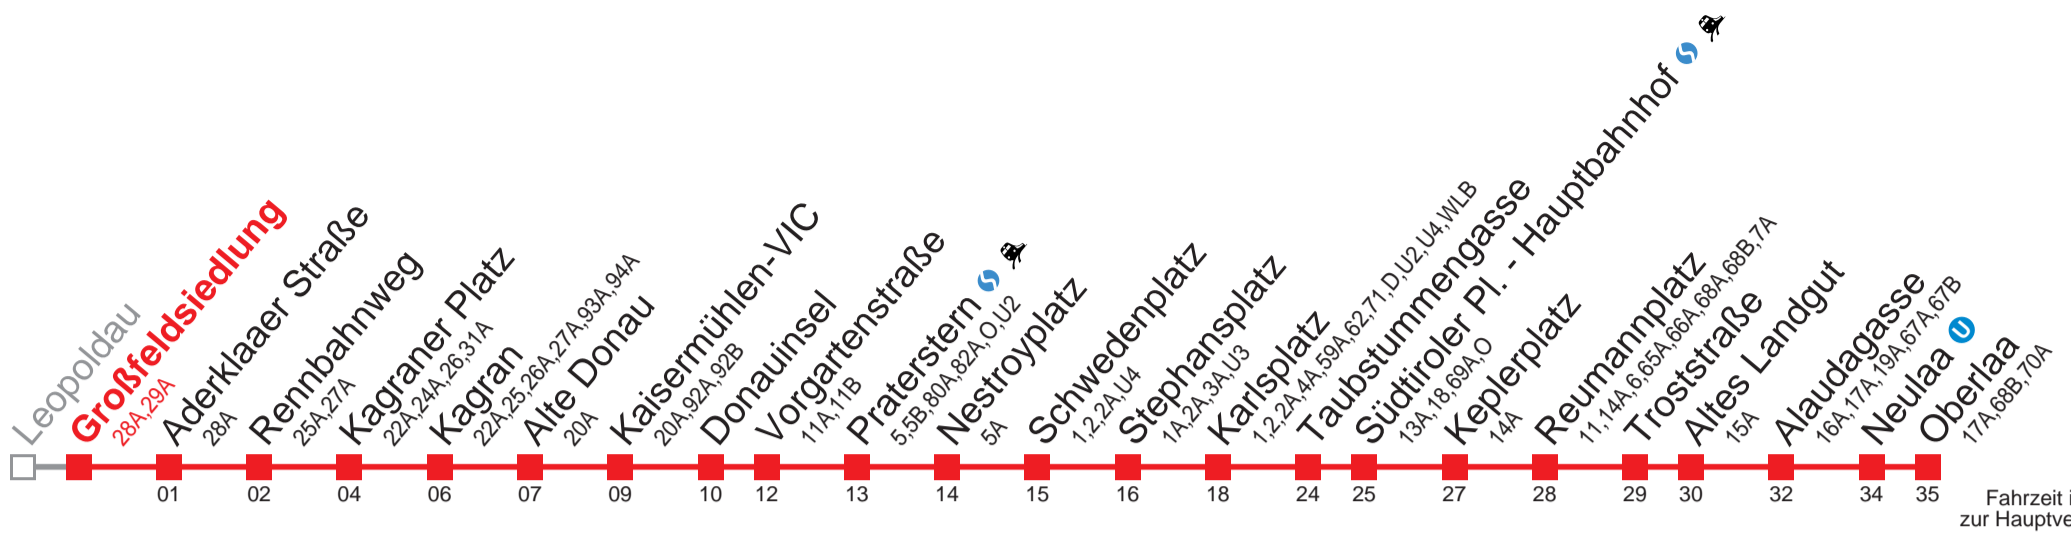 Leopoldau
Großfeldsiedlung
28A,29A
Aderklaaer Straße
28A
Rennbahnweg
25A,27A
Kagraner Platz
22A,24A,26,31A
Kagran
22A,25,26A,27A,93A,94A
Alte Donau
20A
Kaisermühlen-VIC
20A,92A,92B
Donauinsel
Vorgartenstraße
11A,11B
Praterstern
5,5B,80A,82A,O,U2
Nestroyplatz
5A
Schwedenplatz
1,2,2A,U4
Stephansplatz
1A,2A,3A,U3
Karlsplatz
1,2,2A,4A,59A,62,71,D,U2,U4,WLB
Taubstummengasse
Südtiroler Pl. - Hauptbahnhof
13A,18,69A,O
Keplerplatz
14A
Reumannplatz
11,14A,6,65A,66A,68A,68B,7A
Troststraße
Altes Landgut
15A
Alaudagasse
16A,17A,19A,67A,67B
Neulaa U
Oberlaa
17A,68B,70A
01 02 04 06 07 09 10 12 13 14 15 16 18 24 25 27 28 29 30 32 34 35
Fahrzeit i
zur Hauptve